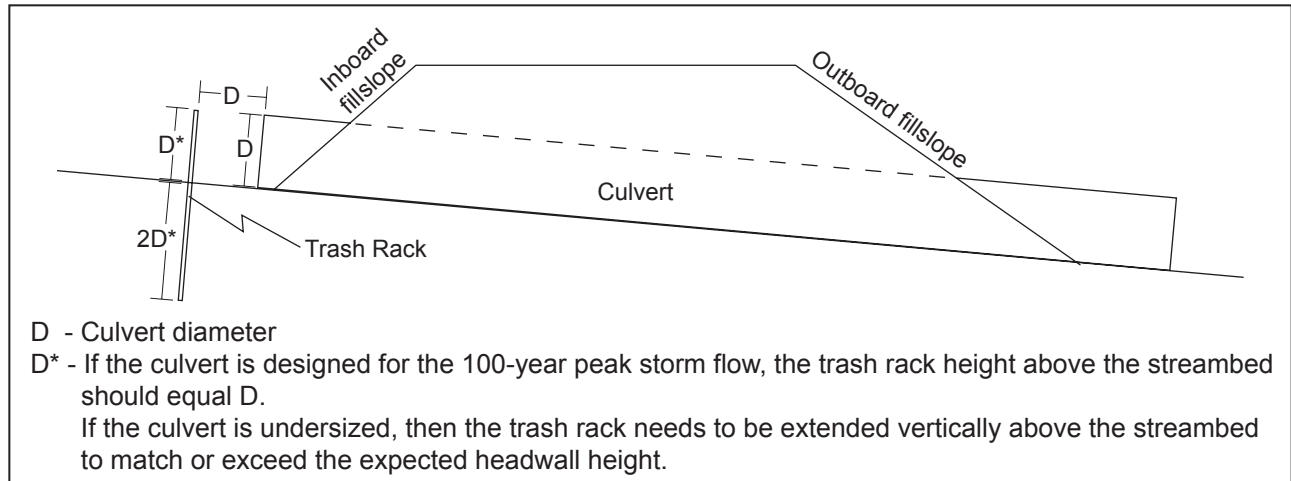 Inboard
fillslope
Outboard fillslope
D
D*
D
Culvert
2D*
Trash Rack
D - Culvert diameter
D* - If the culvert is designed for the 100-year peak storm flow, the trash rack height above the streambed
should equal D.
If the culvert is undersized, then the trash rack needs to be extended vertically above the streambed
to match or exceed the expected headwall height.